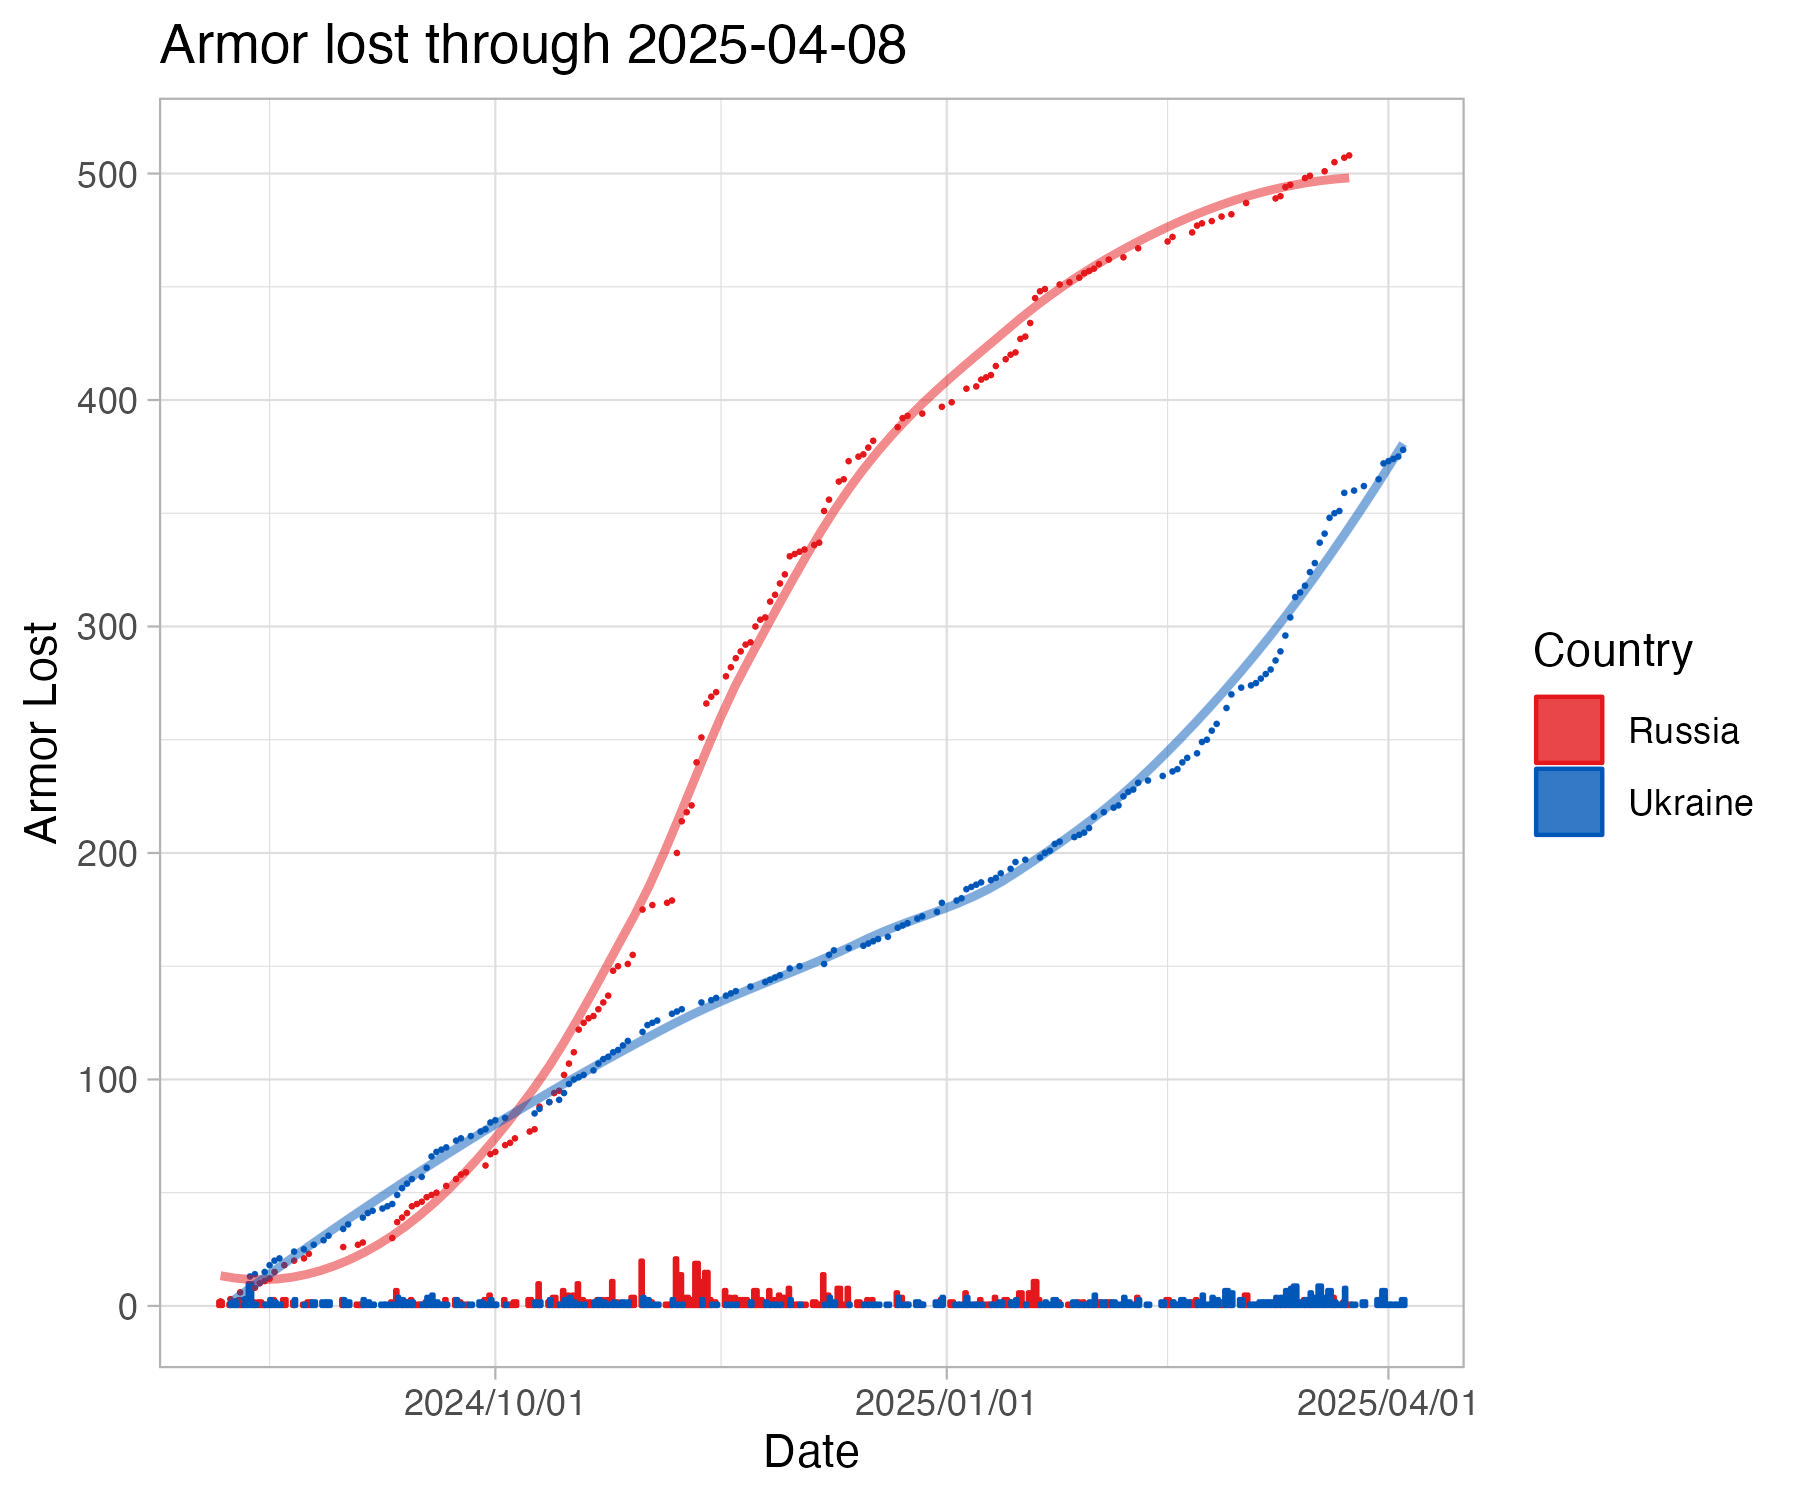 Armor lost through 2025-04-08
500
400
300
200
100
0
Armor Lost
2024/10/01
2025/01/01
2025/04/01
Date
Country
Russia
Ukraine